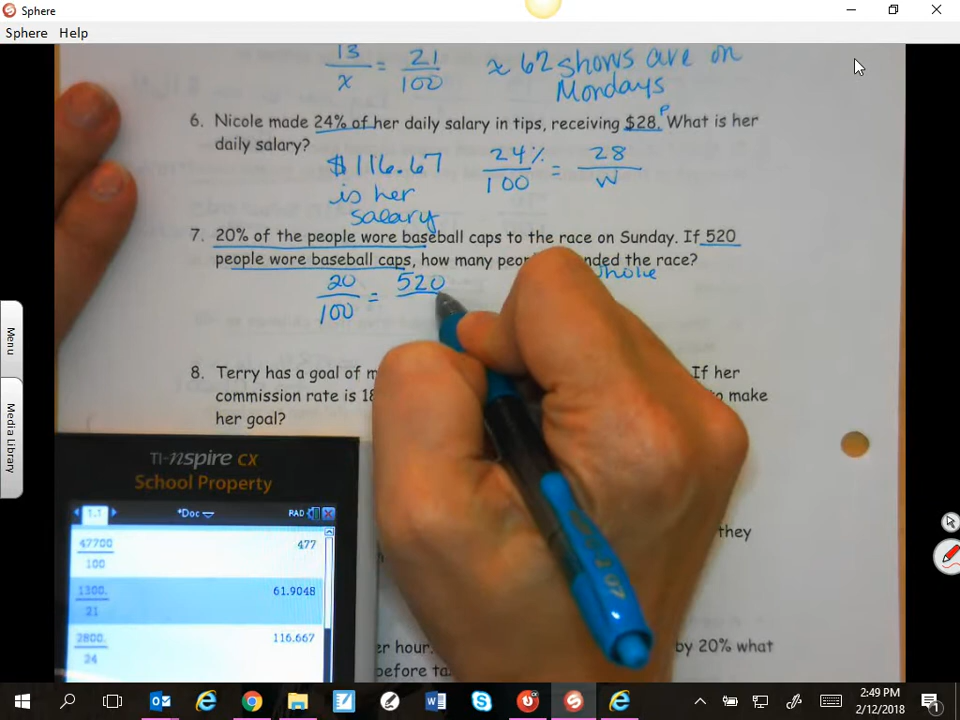 Sphere
Sphere Help
13/x = 21/100 ≈ 62 shows are on
Mondays
6. Nicole made 24% of her daily salary in tips, receiving $28. What is her
P
daily salary?
$116.67
is her
salary
24%/100 = 28/W
7. 20% of the people wore baseball caps to the race on Sunday. If 520
people wore baseball caps, how many the race?
whole
20/100 = 520
8. Terry has a goal of If her
commission rate is to make
her goal?
TI-nspire CX
School Property
1.1 *Doc PAD
47700/100 477
1300./21 61.9048
2800./24 116.667
they
er hour. by 20% what
before
Menu
Media Library
2:49 PM
2/12/2018
1